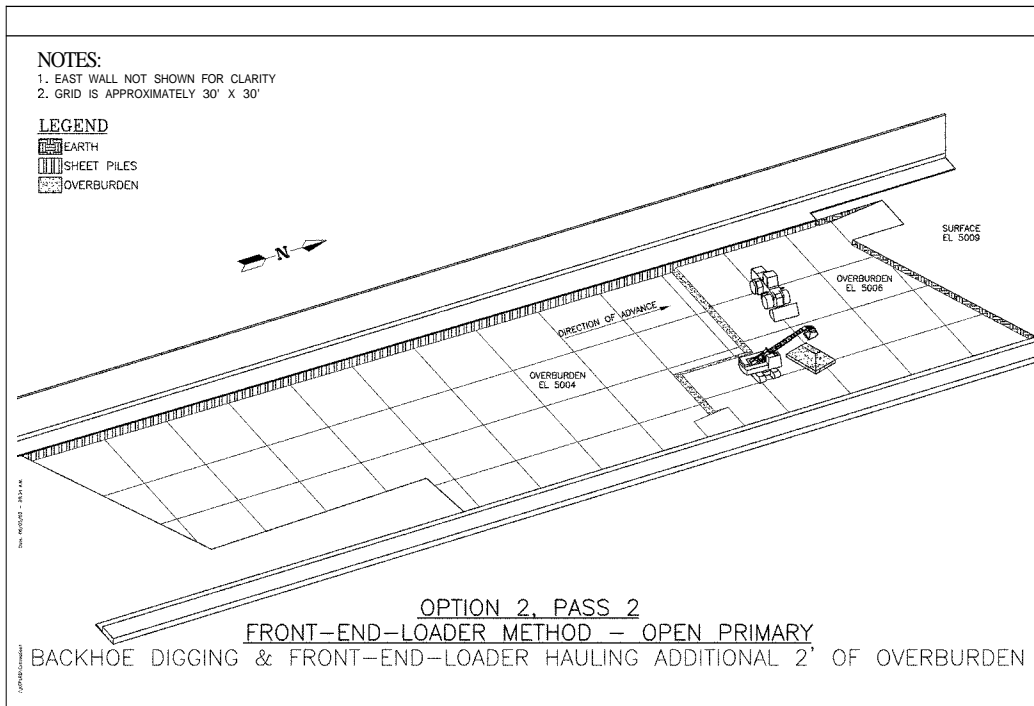 NOTES:
1. EAST WALL NOT SHOWN FOR CLARITY
2. GRID IS APPROXIMATELY 30' X 30'
LEGEND
EARTH
SHEET PILES
OVERBURDEN
N
SURFACE
EL 5009
OVERBURDEN
EL 5006
DIRECTION OF ADVANCE
OVERBURDEN
EL 5004
OPTION 2, PASS 2
FRONT-END-LOADER METHOD - OPEN PRIMARY
BACKHOE DIGGING & FRONT-END-LOADER HAULING ADDITIONAL 2' OF OVERBURDEN